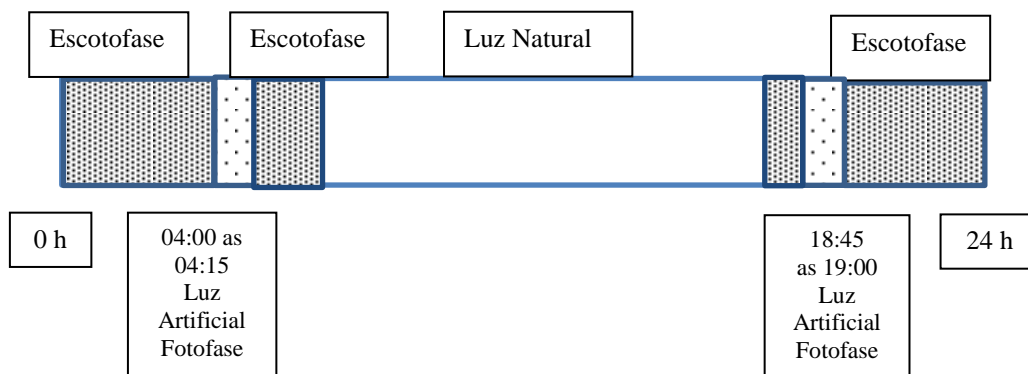 Escotofase
Escotofase
Luz Natural
Escotofase
0 h
04:00 as
04:15
Luz
Artificial
Fotofase
18:45
as 19:00
Luz
Artificial
Fotofase
24 h